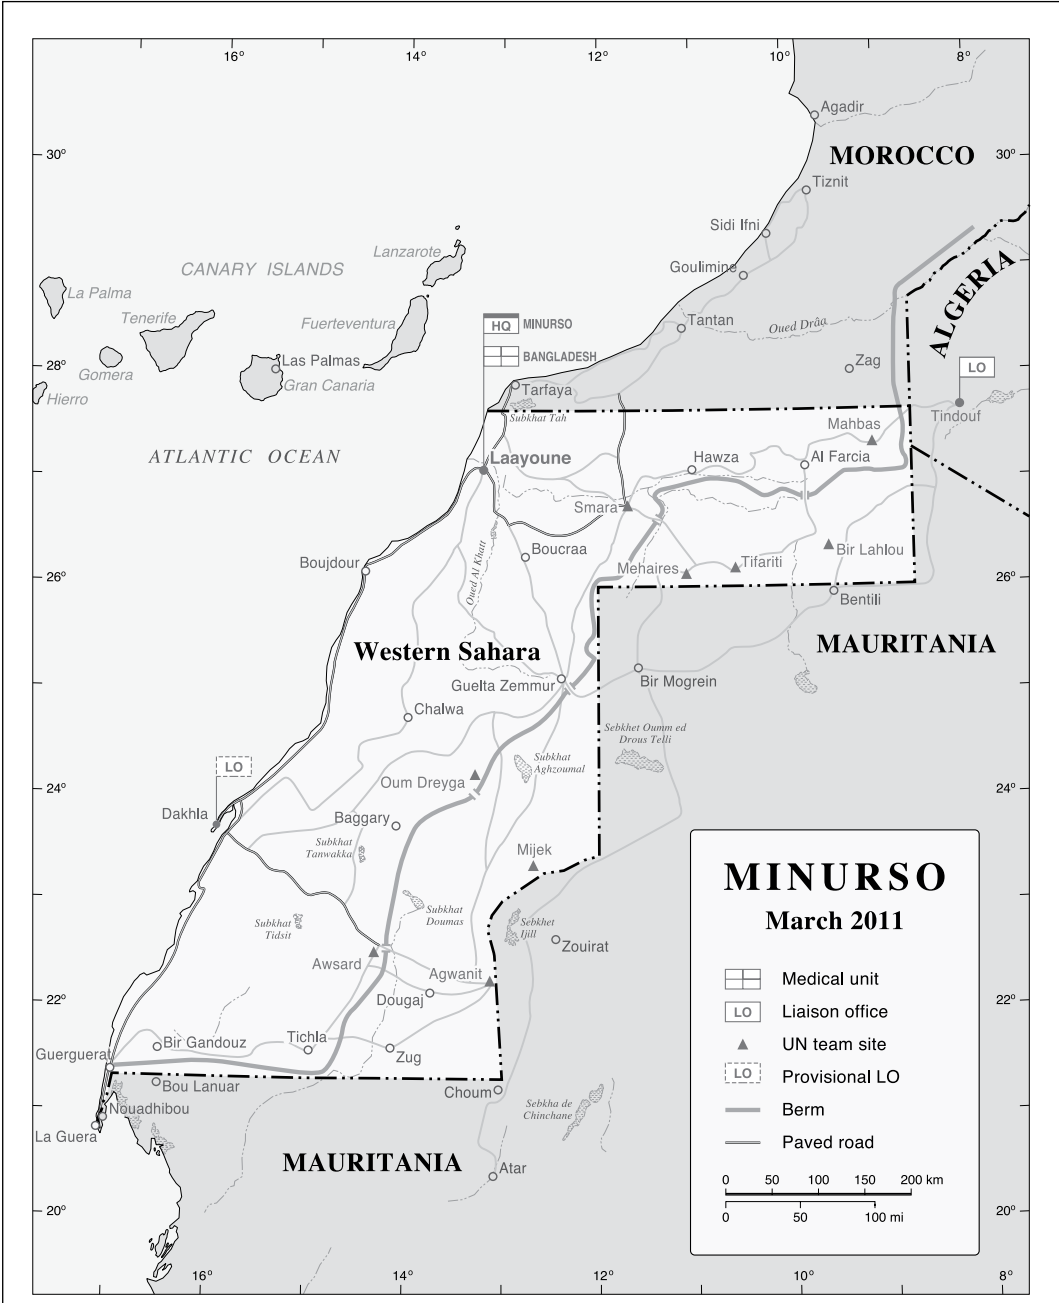 16°
14°
12°
10°
8°
Agadir
30°
MOROCCO
30°
Tiznit
Sidi Ifni
Lanzarote
Goulimine
CANARY ISLANDS
ALGERIA
La Palma
Tenerife
Fuerteventura
HQ MINURSO
Tantan
Oued Drâa
BANGLADESH
Las Palmas
28°
Zag
LO
Gomera
Gran Canaria
Hierro
Tarfaya
Tindouf
Subkhat Tah
Mahbas
ATLANTIC OCEAN
Laayoune
Hawza
Al Farcia
Smara
Oued Al Khatt
Boucraa
Bir Lahlou
Boujdour
Mehaires
Tifariti
26°
26°
Bentili
Western Sahara
MAURITANIA
Guelta Zemmur
Bir Mogrein
Chalwa
Sebkhet Oumm ed
Drous Telli
Subkhat
Aghzoumal
LO
Oum Dreyga
24°
24°
Dakhla
Baggary
Subkhat
Tanwakka
Mijek
MINURSO
March 2011
Subkhat
Doumas
Subkhat
Tidsit
Sebkhet
Ijill
Zouirat
Awsard
Agwanit
Medical unit
22°
Dougaj
22°
LO Liaison office
Bir Gandouz
Tichla
UN team site
Guerguerat
Zug
LO Provisional LO
Bou Lanuar
Choum
Nouadhibou
Sebkha de
Chinchane
Berm
La Guera
Paved road
MAURITANIA
Atar
0 50 100 150 200 km
20°
0 50 100 mi
20°
16°
14°
12°
10°
8°